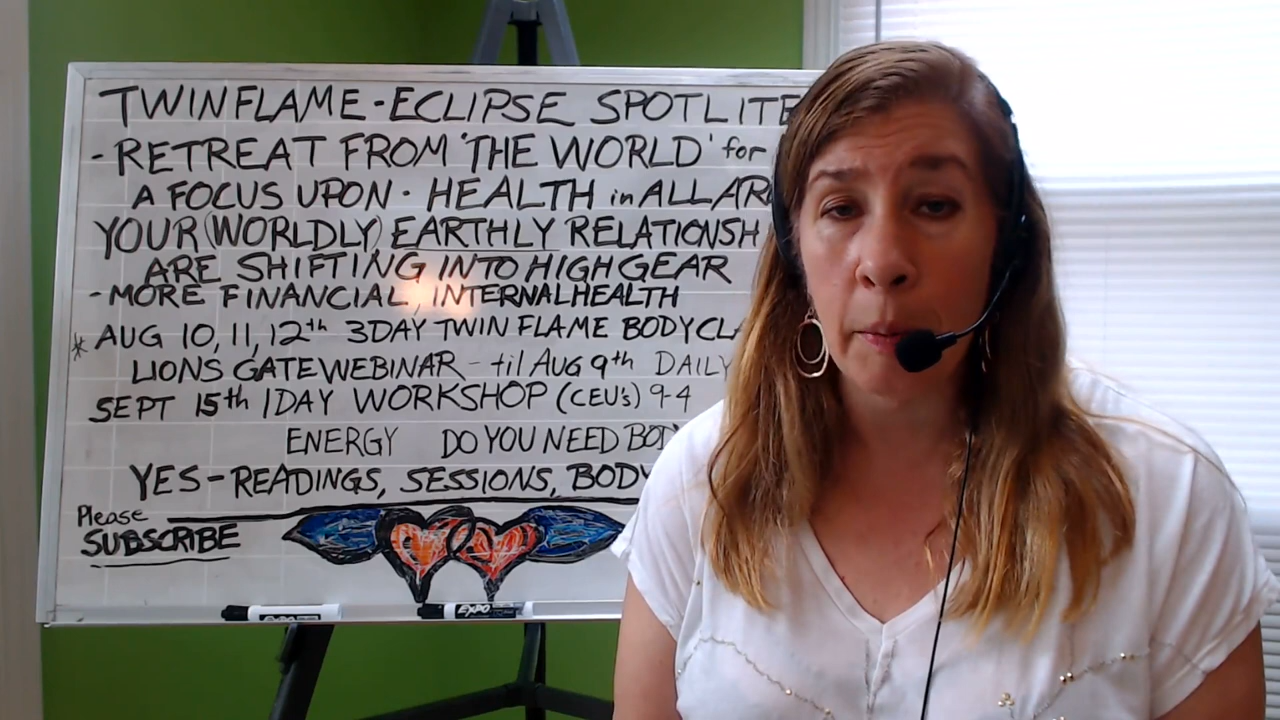 TWINFLAME-ECLIPSE SPOTLITE
-RETREAT FROM 'THE WORLD' for
A FOCUS UPON · HEALTH in ALL
YOUR (WORLDLY) EARTHLY RELATIONSH
ARE SHIFTING INTO HIGH GEAR
-MORE FINANCIAL, INTERNAL HEALTH
* AUG 10, 11, 12th 3DAY TWIN FLAME BODY
LIONS GATE WEBINAR - til AUG 9th DAILY
SEPT 15th 1DAY WORKSHOP (CEU's) 9-4
ENERGY DO YOU NEED
YES- READINGS, SESSIONS, BODY
Please
SUBSCRIBE
EXPO EXPO